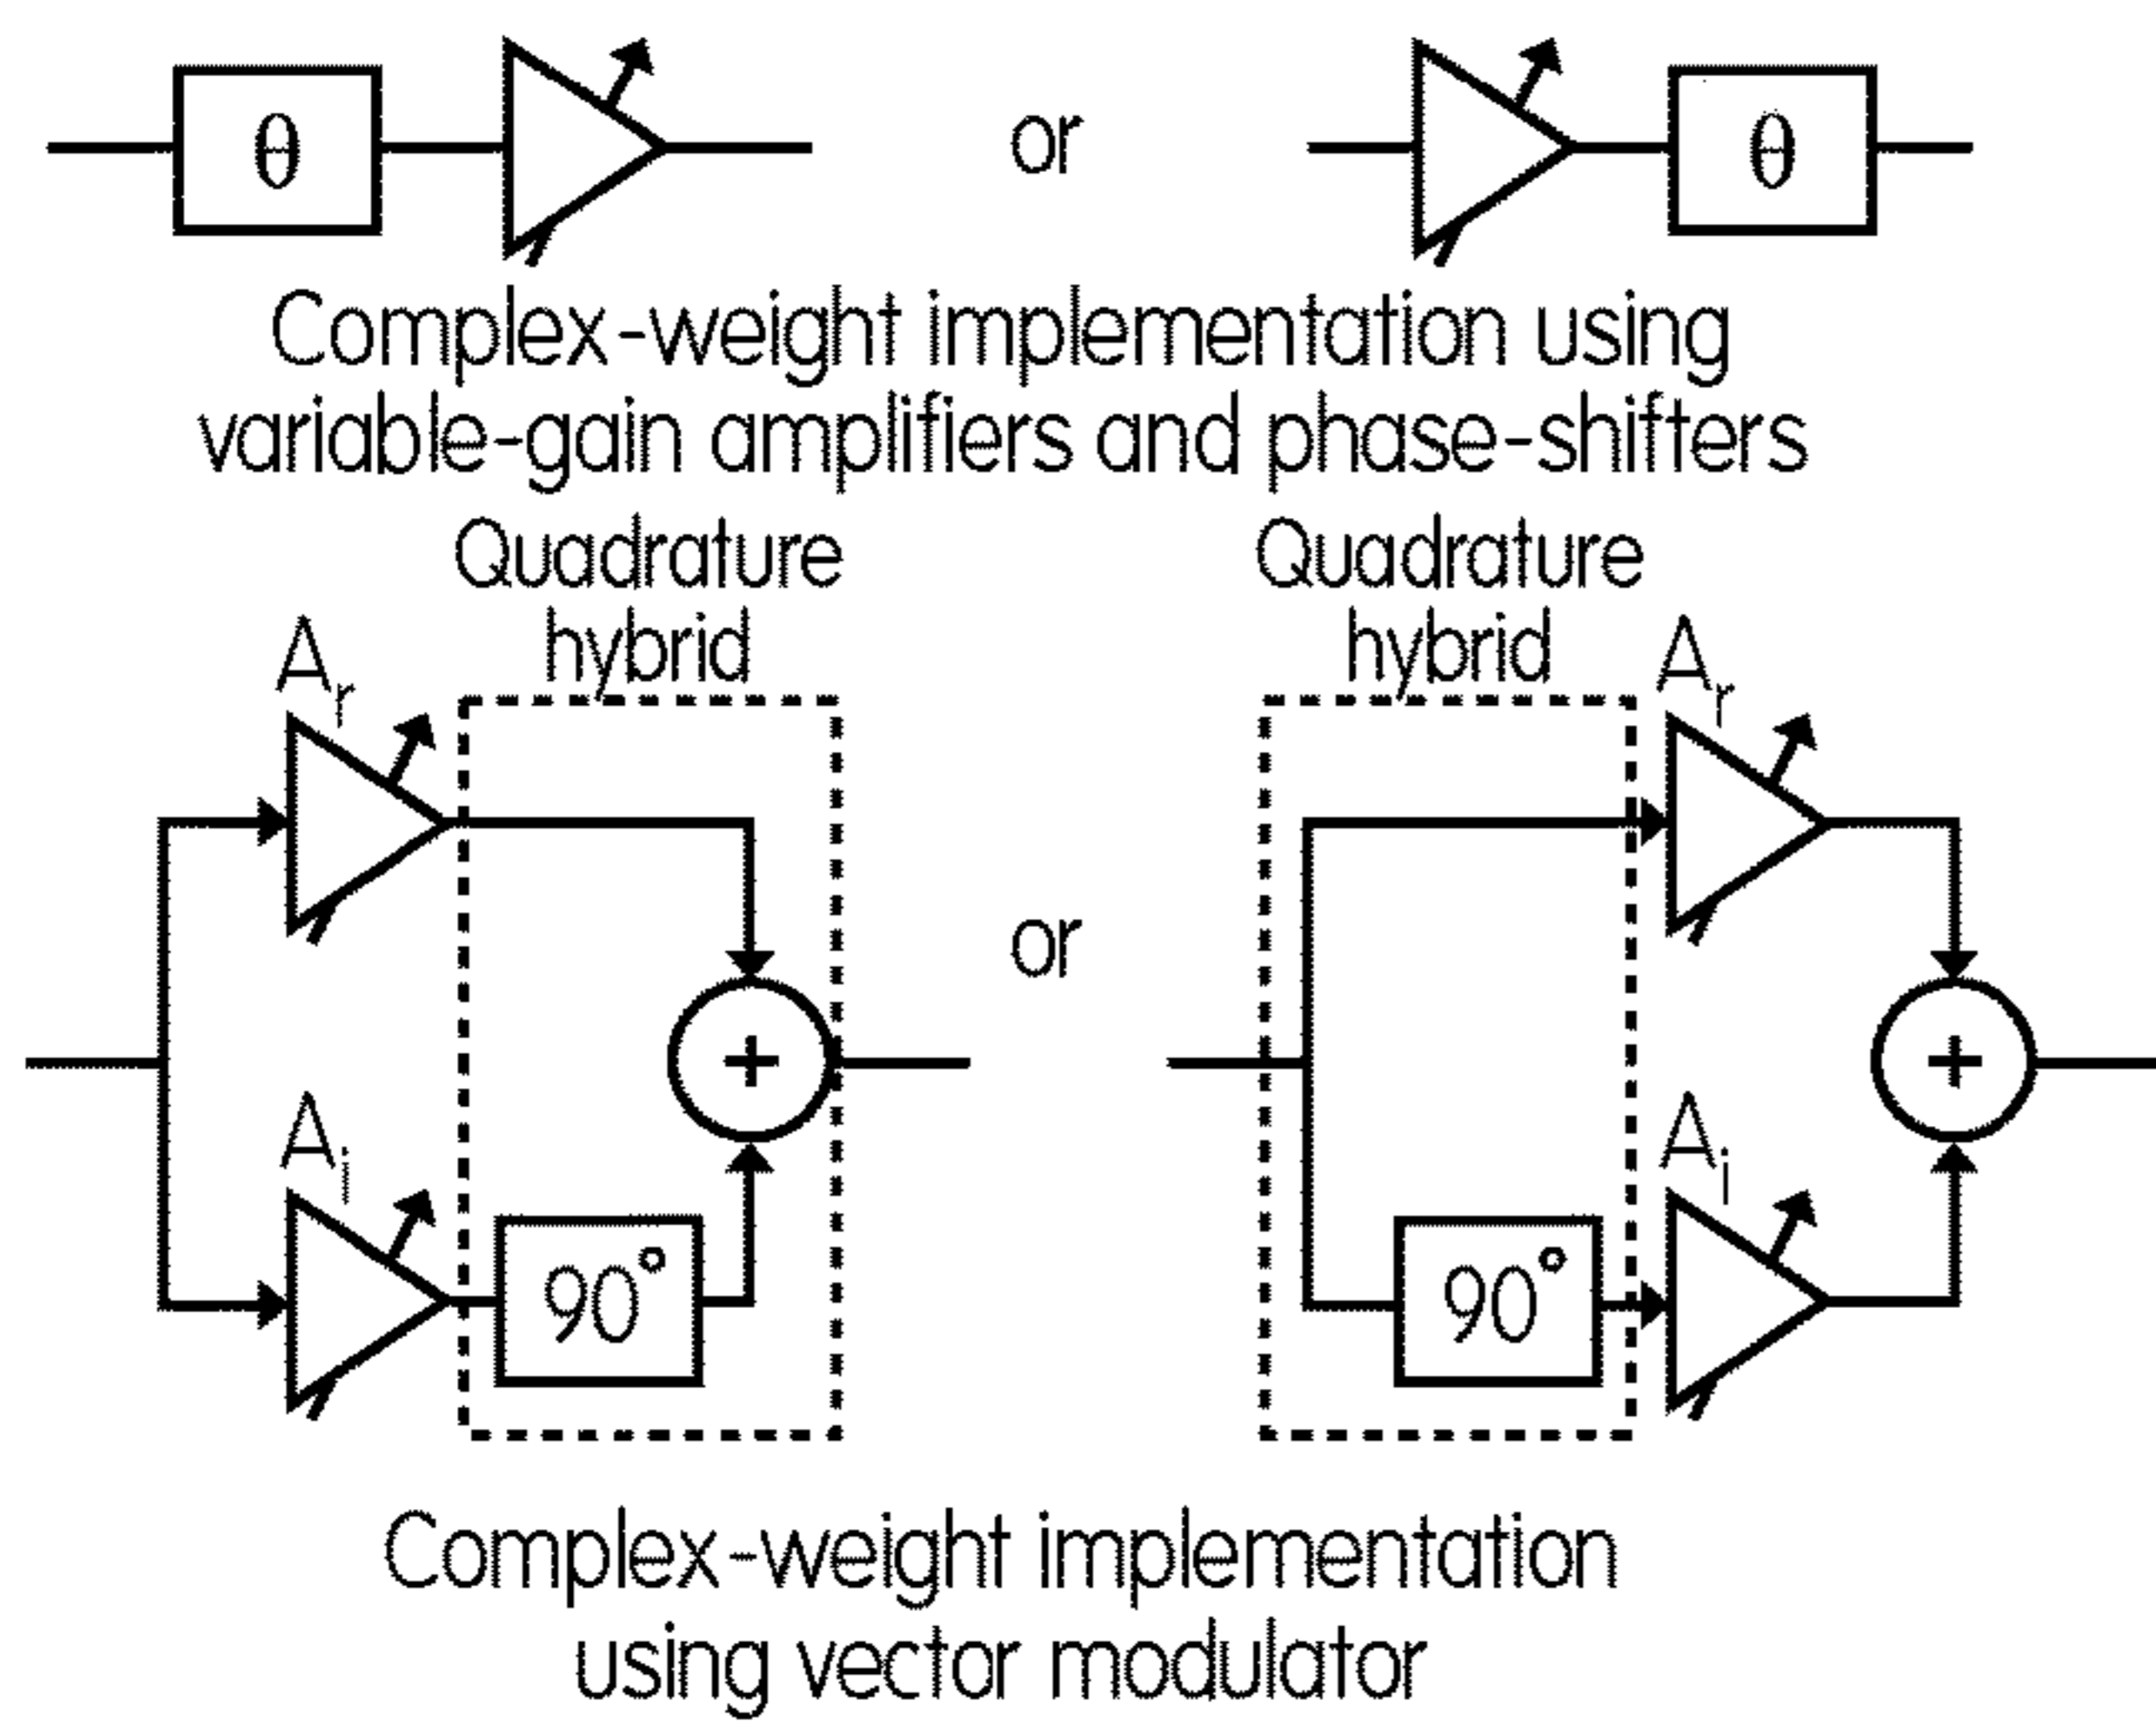 θ
or
θ
Complex-weight implementation using
variable-gain amplifiers and phase-shifters
Quadrature
hybrid
Quadrature
hybrid
Ar
Ar
or
+
+
Ai
Ai
90°
90°
Complex-weight implementation
using vector modulator